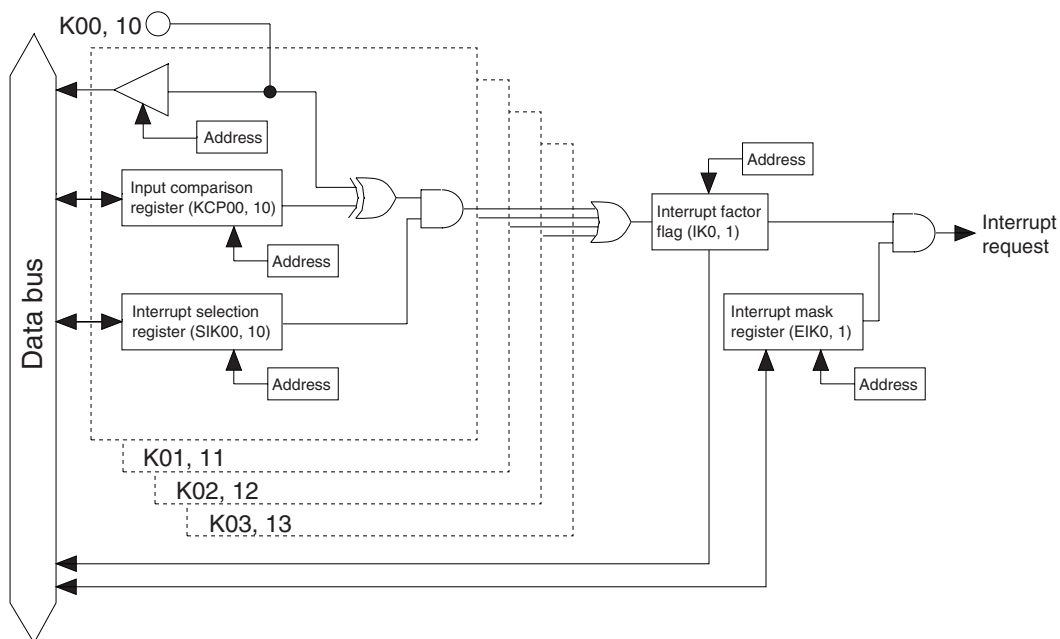 K00, 10
Address
Input comparison
register (KCP00, 10)
Address
Interrupt selection
register (SIK00, 10)
Address
Data bus
K01, 11
K02, 12
K03, 13
Address
Interrupt factor
flag (IK0, 1)
Interrupt
request
Interrupt mask
register (EIK0, 1)
Address